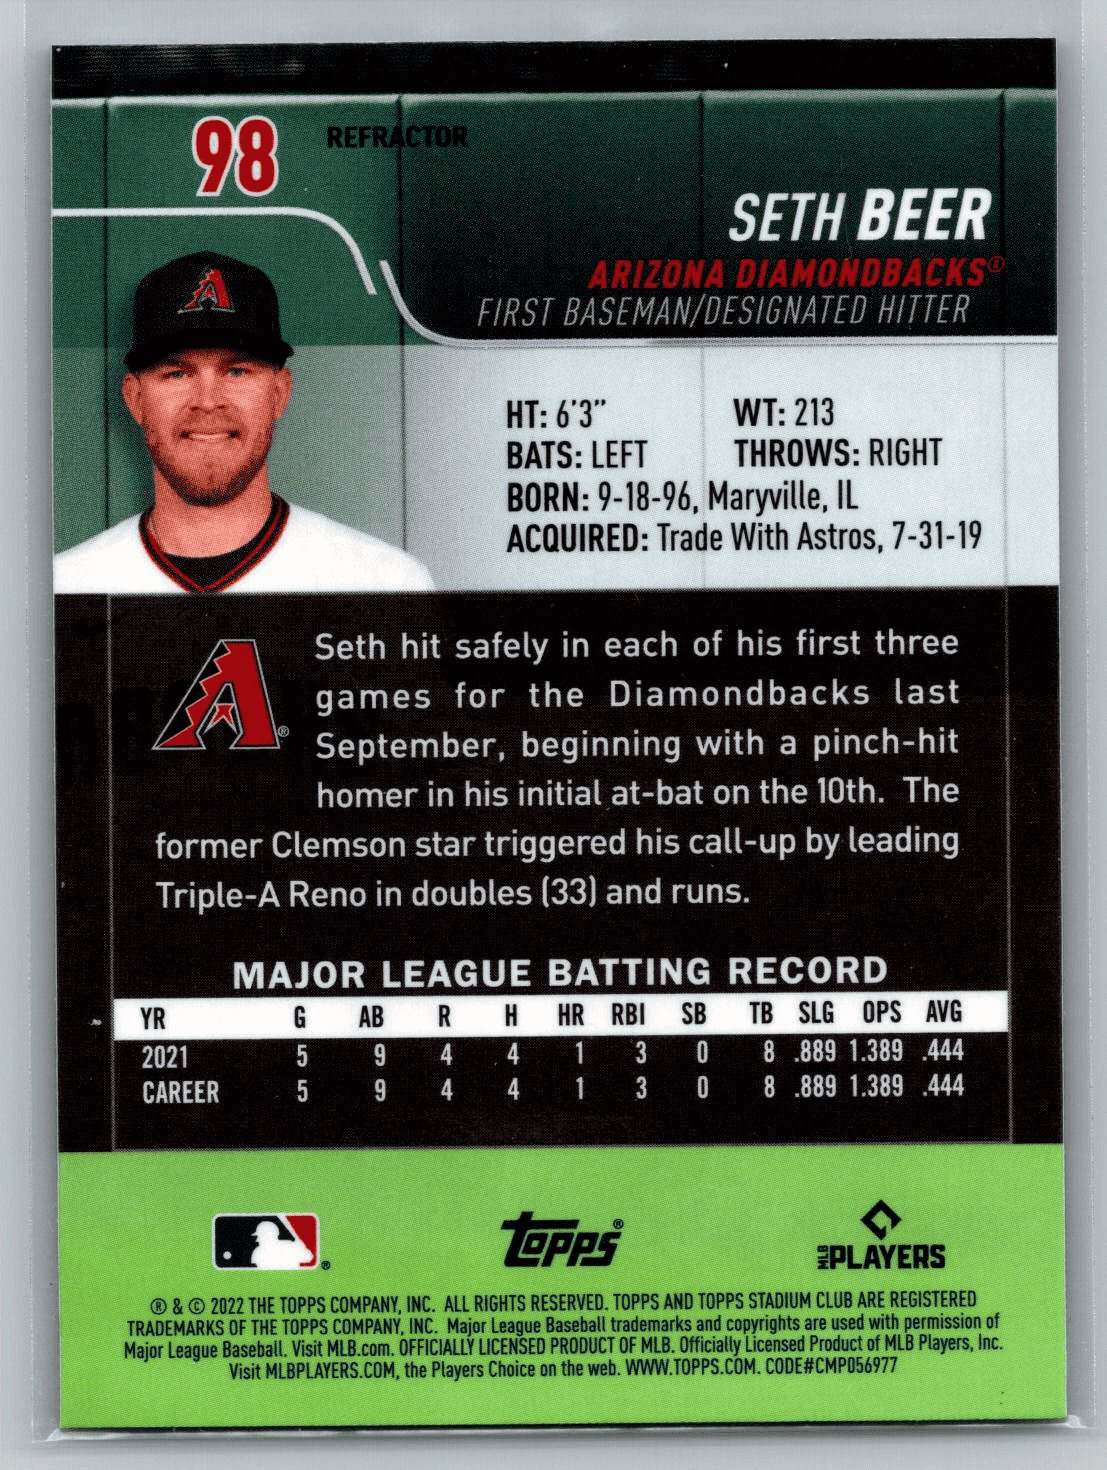 98
REFRACTOR
SETH BEER
ARIZONA DIAMONDBACKS®
FIRST BASEMAN/DESIGNATED HITTER
HT: 6'3" WT: 213
BATS: LEFT THROWS: RIGHT
BORN: 9-18-96, Maryville, IL
ACQUIRED: Trade With Astros, 7-31-19
Seth hit safely in each of his first three
games for the Diamondbacks last
September, beginning with a pinch-hit
homer in his initial at-bat on the 10th. The
former Clemson star triggered his call-up by leading
Triple-A Reno in doubles (33) and runs.
MAJOR LEAGUE BATTING RECORD
YR G AB R H HR RBI SB TB SLG OPS AVG
2021 5 9 4 4 1 3 0 8 .889 1.389 .444
CAREER 5 9 4 4 1 3 0 8 .889 1.389 .444
Topps®
MLB PLAYERS
® & © 2022 THE TOPPS COMPANY, INC. ALL RIGHTS RESERVED. TOPPS AND TOPPS STADIUM CLUB ARE REGISTERED
TRADEMARKS OF THE TOPPS COMPANY, INC. Major League Baseball trademarks and copyrights are used with permission of
Major League Baseball. Visit MLB.com. OFFICIALLY LICENSED PRODUCT OF MLB. Officially Licensed Product of MLB Players, Inc.
Visit MLBPLAYERS.COM, the Players Choice on the web. WWW.TOPPS.COM. CODE#CMP056977